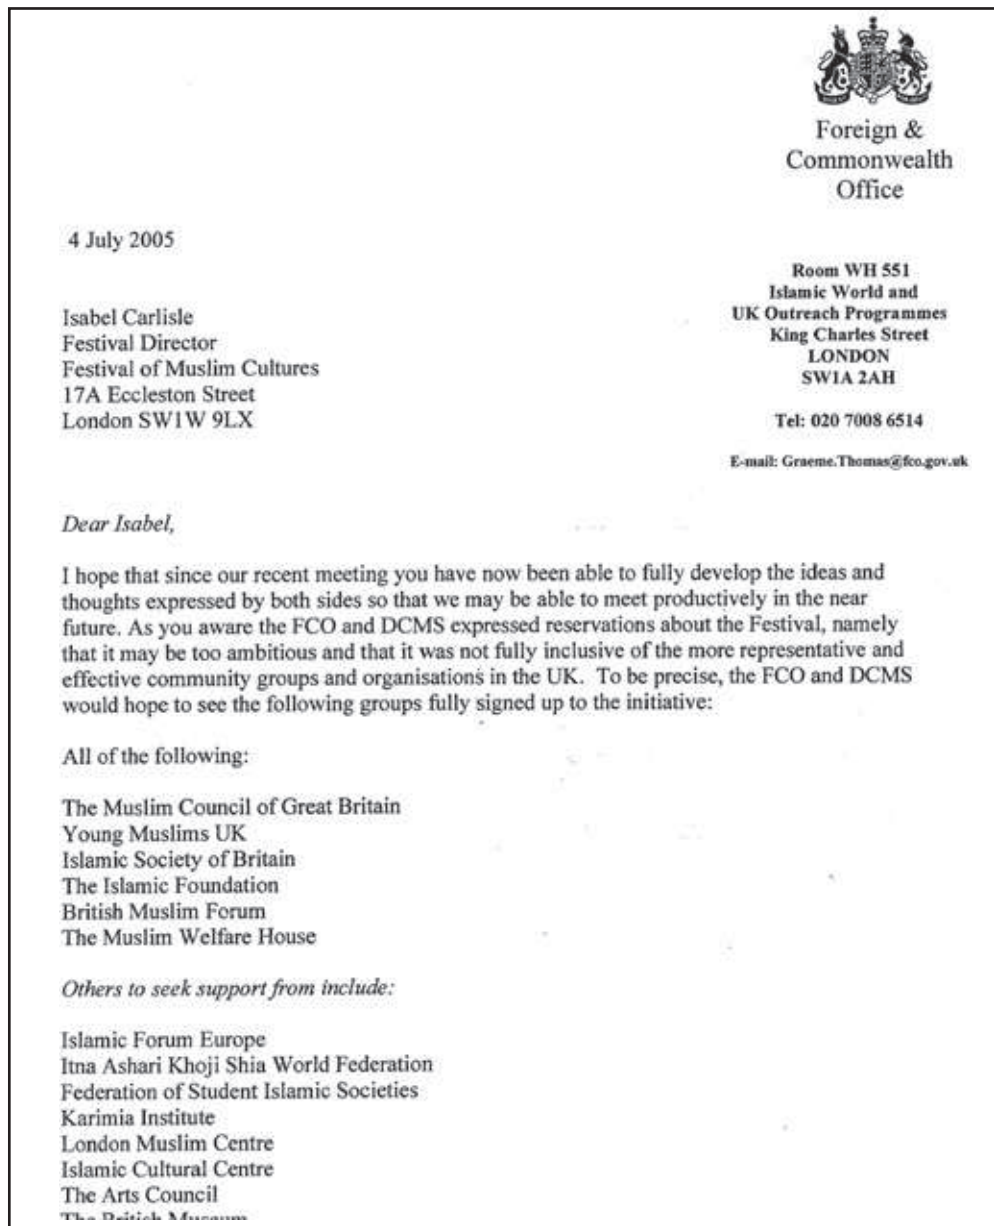 Foreign &
Commonwealth
Office
4 July 2005
Room WH 551
Islamic World and
UK Outreach Programmes
King Charles Street
LONDON
SW1A 2AH
Tel: 020 7008 6514
E-mail: Graeme.Thomas@fco.gov.uk
Isabel Carlisle
Festival Director
Festival of Muslim Cultures
17A Eccleston Street
London SW1W 9LX
Dear Isabel,
I hope that since our recent meeting you have now been able to fully develop the ideas and
thoughts expressed by both sides so that we may be able to meet productively in the near
future. As you aware the FCO and DCMS expressed reservations about the Festival, namely
that it may be too ambitious and that it was not fully inclusive of the more representative and
effective community groups and organisations in the UK. To be precise, the FCO and DCMS
would hope to see the following groups fully signed up to the initiative:
All of the following:
The Muslim Council of Great Britain
Young Muslims UK
Islamic Society of Britain
The Islamic Foundation
British Muslim Forum
The Muslim Welfare House
Others to seek support from include:
Islamic Forum Europe
Itna Ashari Khoji Shia World Federation
Federation of Student Islamic Societies
Karimia Institute
London Muslim Centre
Islamic Cultural Centre
The Arts Council
The British Museum